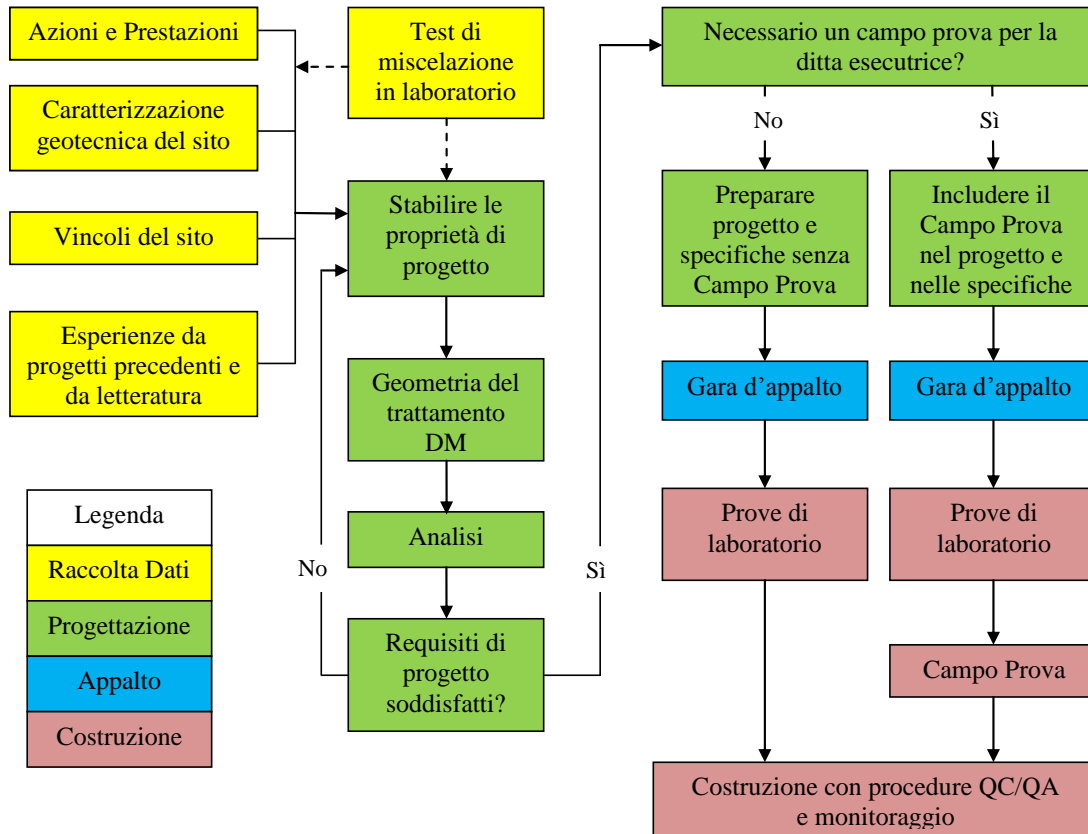 Azioni e Prestazioni
Caratterizzazione
geotecnica del sito
Vincoli del sito
Esperienze da
progetti precedenti e
da letteratura
Test di
miscelazione
in laboratorio
Stabilire le
proprietà di
progetto
Geometria del
trattamento
DM
Analisi
Requisiti di
progetto
soddisfatti?
No
Sì
Necessario un campo prova per la
ditta esecutrice?
No
Sì
Preparare
progetto e
specifiche senza
Campo Prova
Includere il
Campo Prova
nel progetto e
nelle specifiche
Gara d’appalto
Gara d’appalto
Prove di
laboratorio
Prove di
laboratorio
Campo Prova
Costruzione con procedure QC/QA
e monitoraggio
Legenda
Raccolta Dati
Progettazione
Appalto
Costruzione